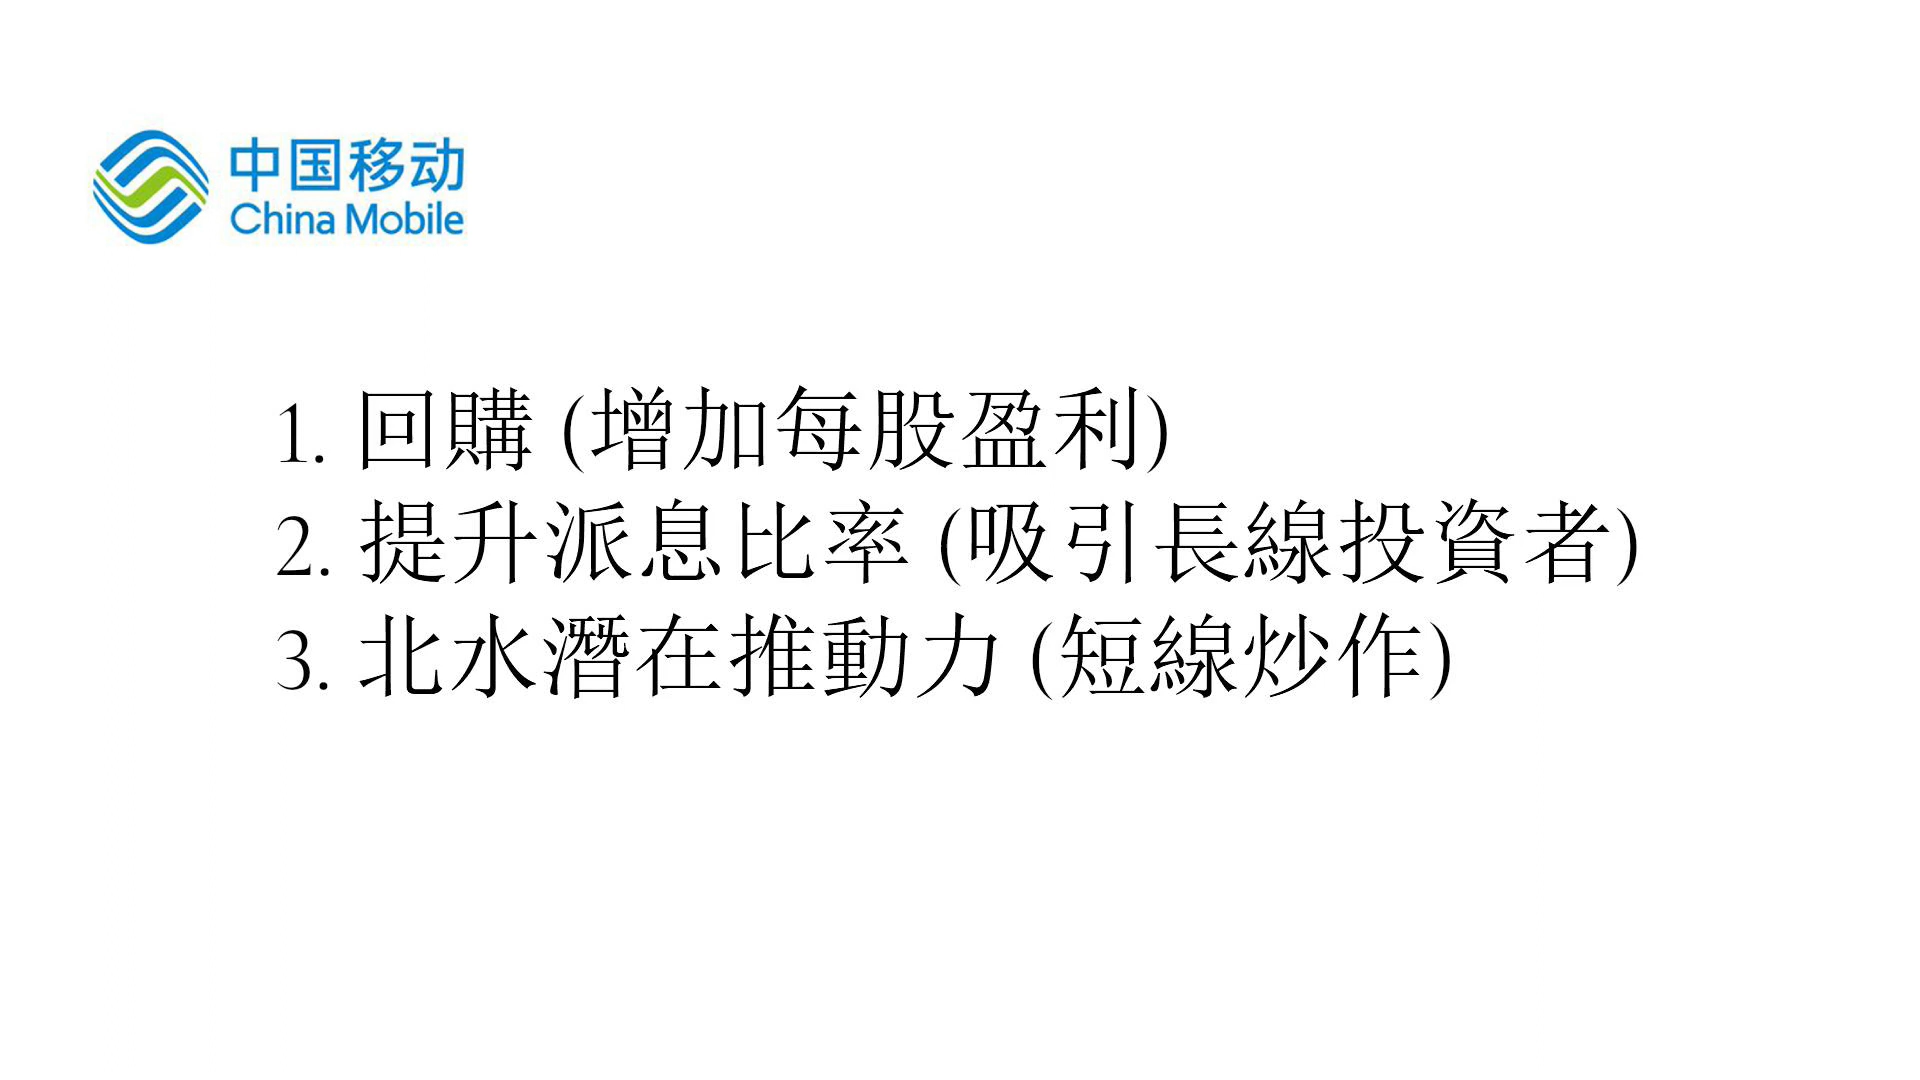 中国移动
China Mobile
1. 回購 (增加每股盈利)
2. 提升派息比率 (吸引長線投資者)
3. 北水潛在推動力 (短線炒作)